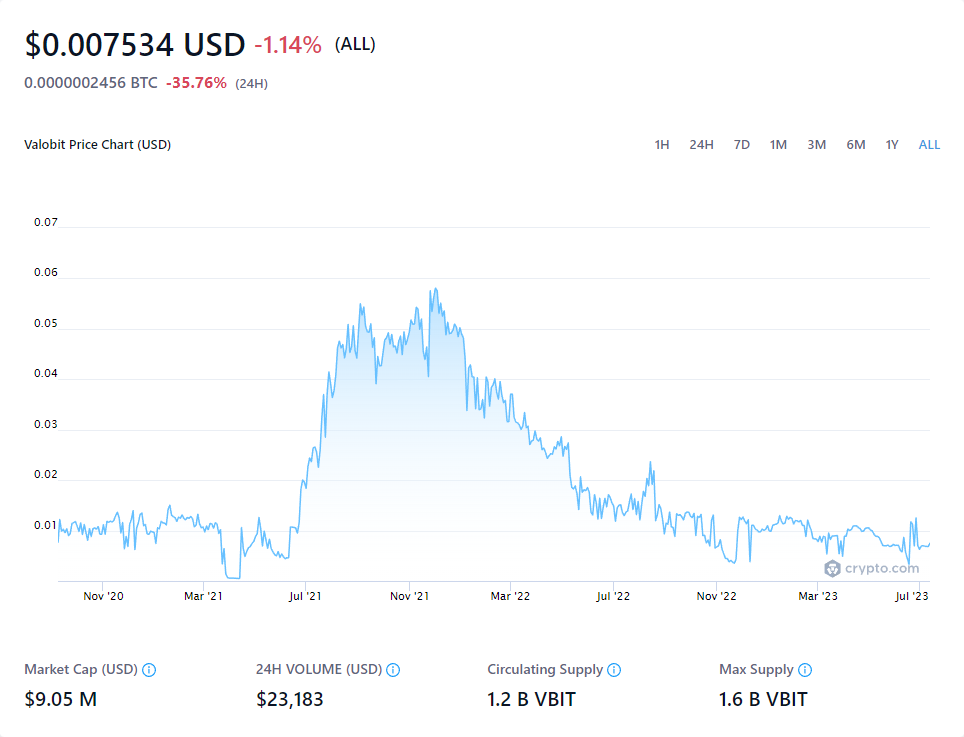 $0.007534 USD -1.14% (ALL)
0.0000002456 BTC -35.76% (24H)
Valobit Price Chart (USD) 1H 24H 7D 1M 3M 6M 1Y ALL
0.07
0.06
0.05
0.04
0.03
0.02
0.01
crypto.com
Nov '20 Mar '21 Jul '21 Nov '21 Mar '22 Jul '22 Nov '22 Mar '23 Jul '23
Market Cap (USD) 24H VOLUME (USD) Circulating Supply Max Supply
$9.05 M $23,183 1.2 B VBIT 1.6 B VBIT